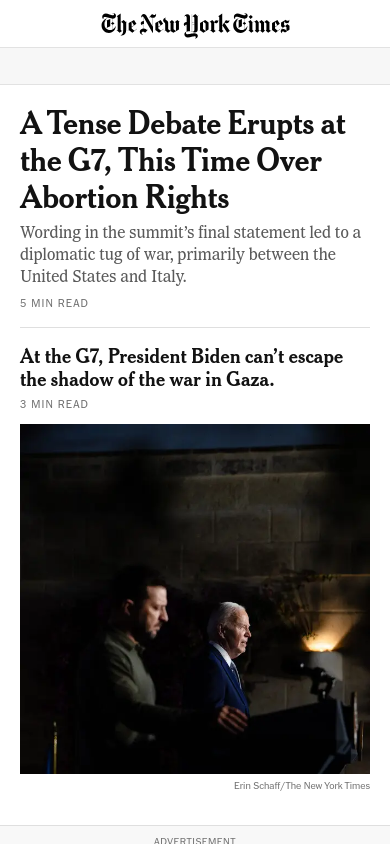 The New York Times
A Tense Debate Erupts at
the G7, This Time Over
Abortion Rights
Wording in the summit’s final statement led to a
diplomatic tug of war, primarily between the
United States and Italy.
5 MIN READ
At the G7, President Biden can’t escape
the shadow of the war in Gaza.
3 MIN READ
Erin Schaff/The New York Times
ADVERTISEMENT